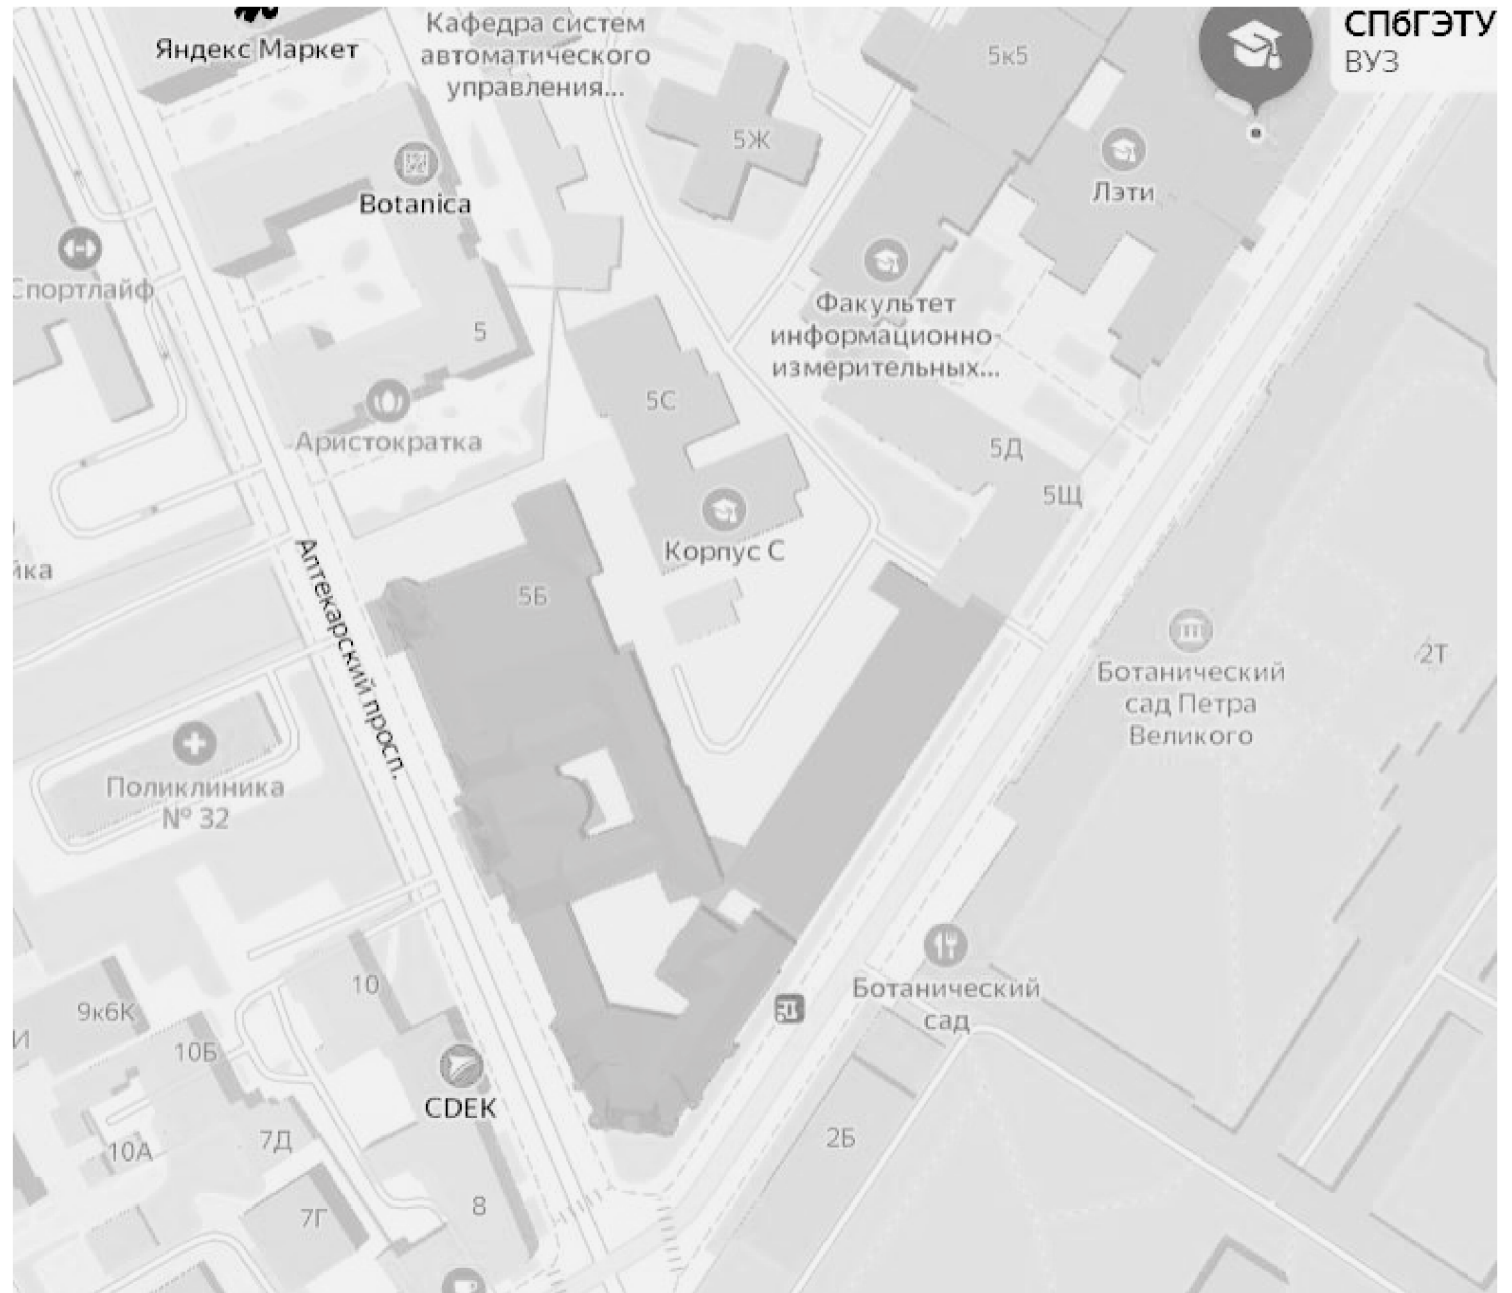 Яндекс Маркет
Кафедра систем
автоматического
управления...
5к5
СПбГЭТУ
ВУЗ
5Ж
Botanica
Лэти
Спортлайф
5
Факультет
информационно-
измерительных...
5С
Аристократка
5Д
5Щ
Корпус С
йка
5Б
Аптекарский просп.
Ботанический
сад Петра
Великого
2Т
Поликлиника
№ 32
10
Ботанический
сад
9к6К
И
10Б
CDEK
10А
7Д
2Б
7Г
8